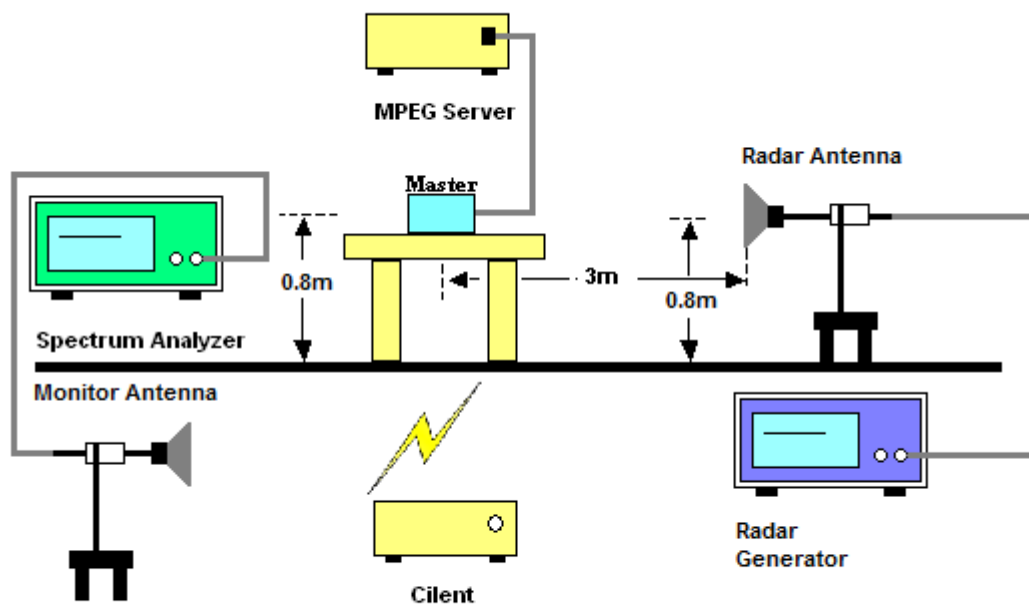 MPEG Server
Radar Antenna
Master
3m
0.8m
0.8m
Spectrum Analyzer
Monitor Antenna
Radar
Generator
Cilent